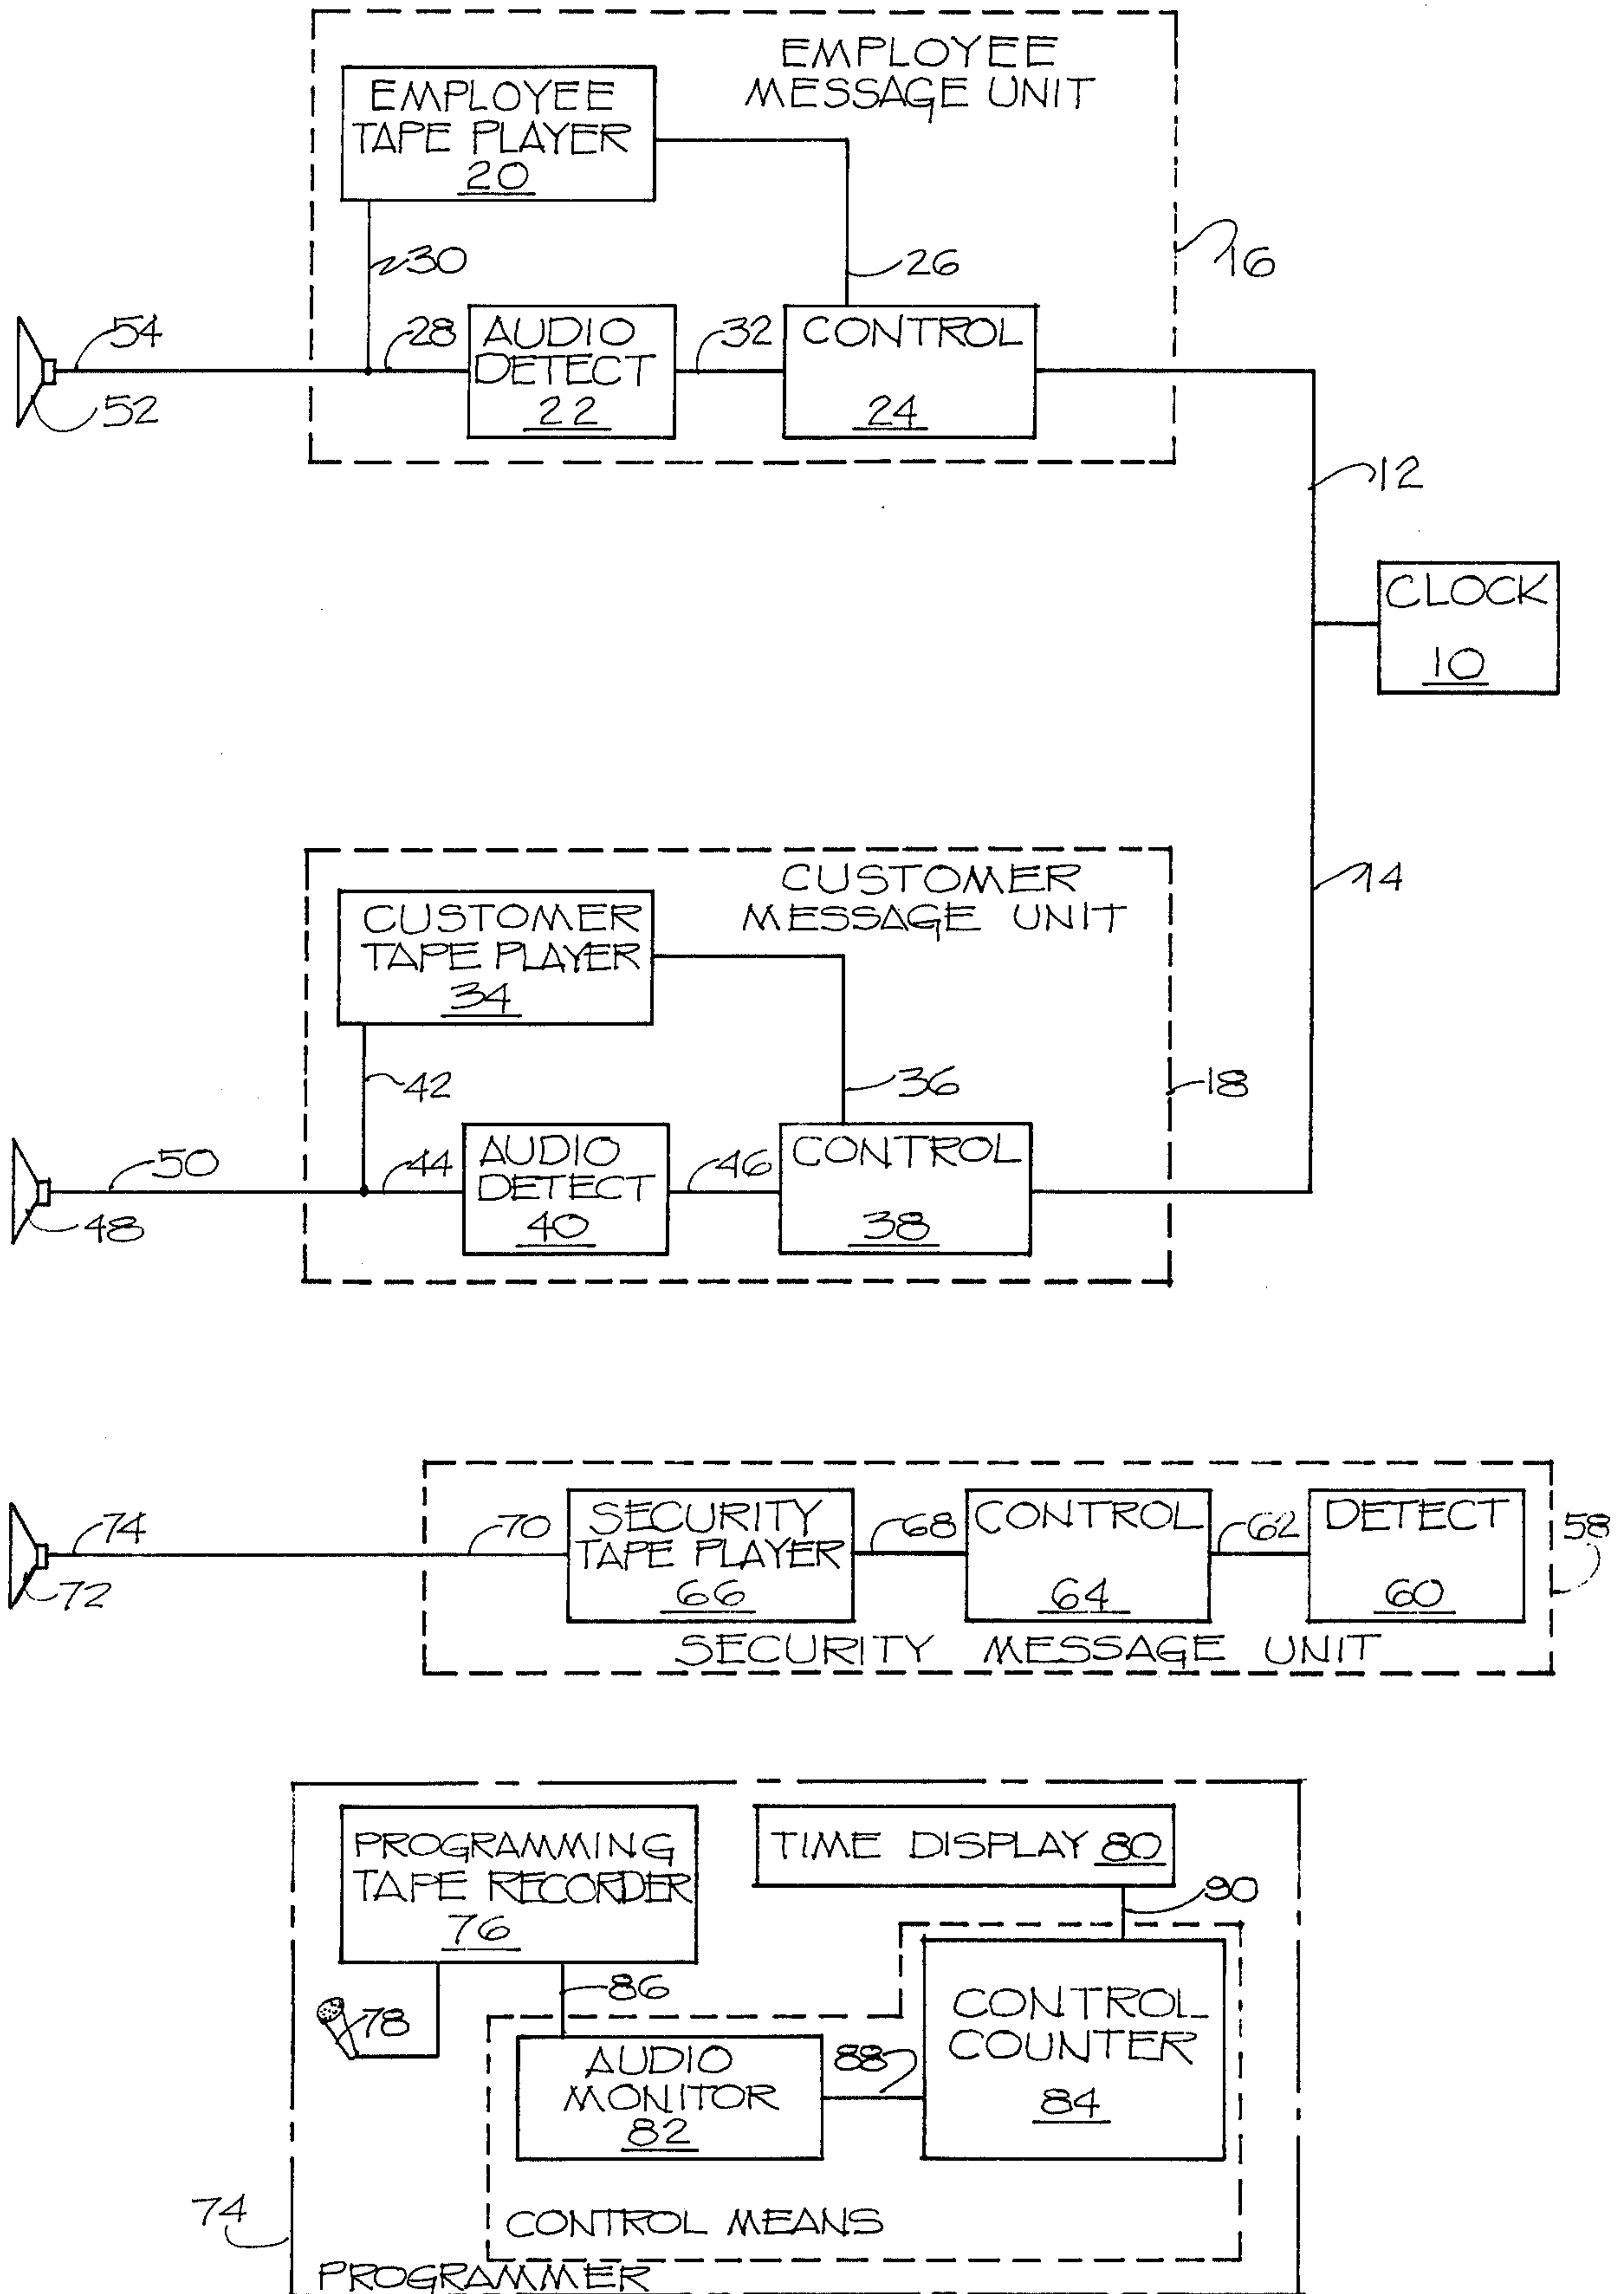 EMPLOYEE
MESSAGE UNIT
EMPLOYEE
TAPE PLAYER
20
30
26
16
54
28
AUDIO
DETECT
22
32
CONTROL
24
52
12
CLOCK
10
CUSTOMER
MESSAGE UNIT
14
CUSTOMER
TAPE PLAYER
34
42
36
18
50
44
AUDIO
DETECT
40
46
CONTROL
38
48
74
70
SECURITY
TAPE PLAYER
66
68
CONTROL
64
62
DETECT
60
58
72
SECURITY MESSAGE UNIT
PROGRAMMING
TAPE RECORDER
76
TIME DISPLAY 80
90
78
86
AUDIO
MONITOR
82
88
CONTROL
COUNTER
84
74
CONTROL MEANS
PROGRAMMER